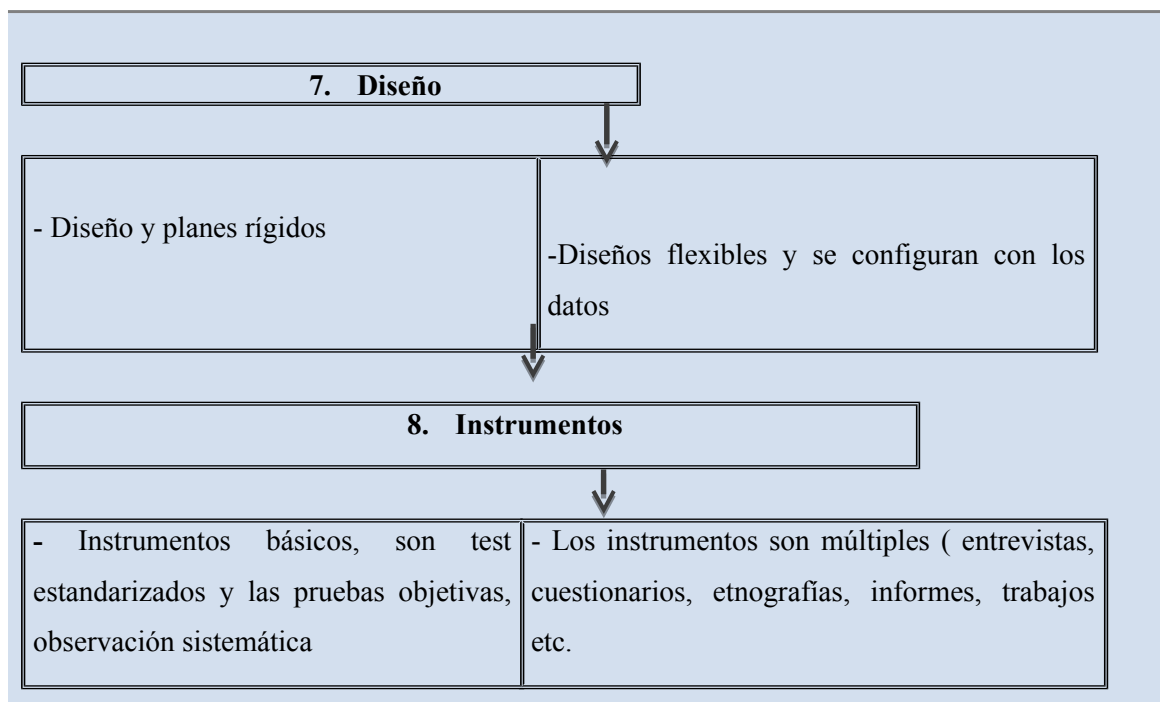 7. Diseño
- Diseño y planes rígidos
-Diseños flexibles y se configuran con los
datos
8. Instrumentos
- Instrumentos básicos, son test
estandarizados y las pruebas objetivas,
observación sistemática
- Los instrumentos son múltiples ( entrevistas,
cuestionarios, etnografías, informes, trabajos
etc.